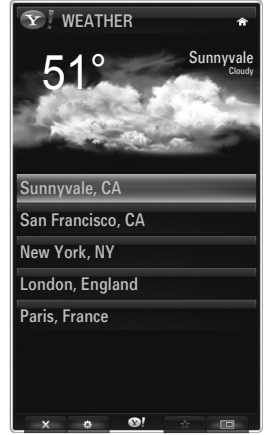 Y! WEATHER
51°
Sunnyvale
Cloudy
Sunnyvale, CA
San Francisco, CA
New York, NY
London, England
Paris, France
Y!